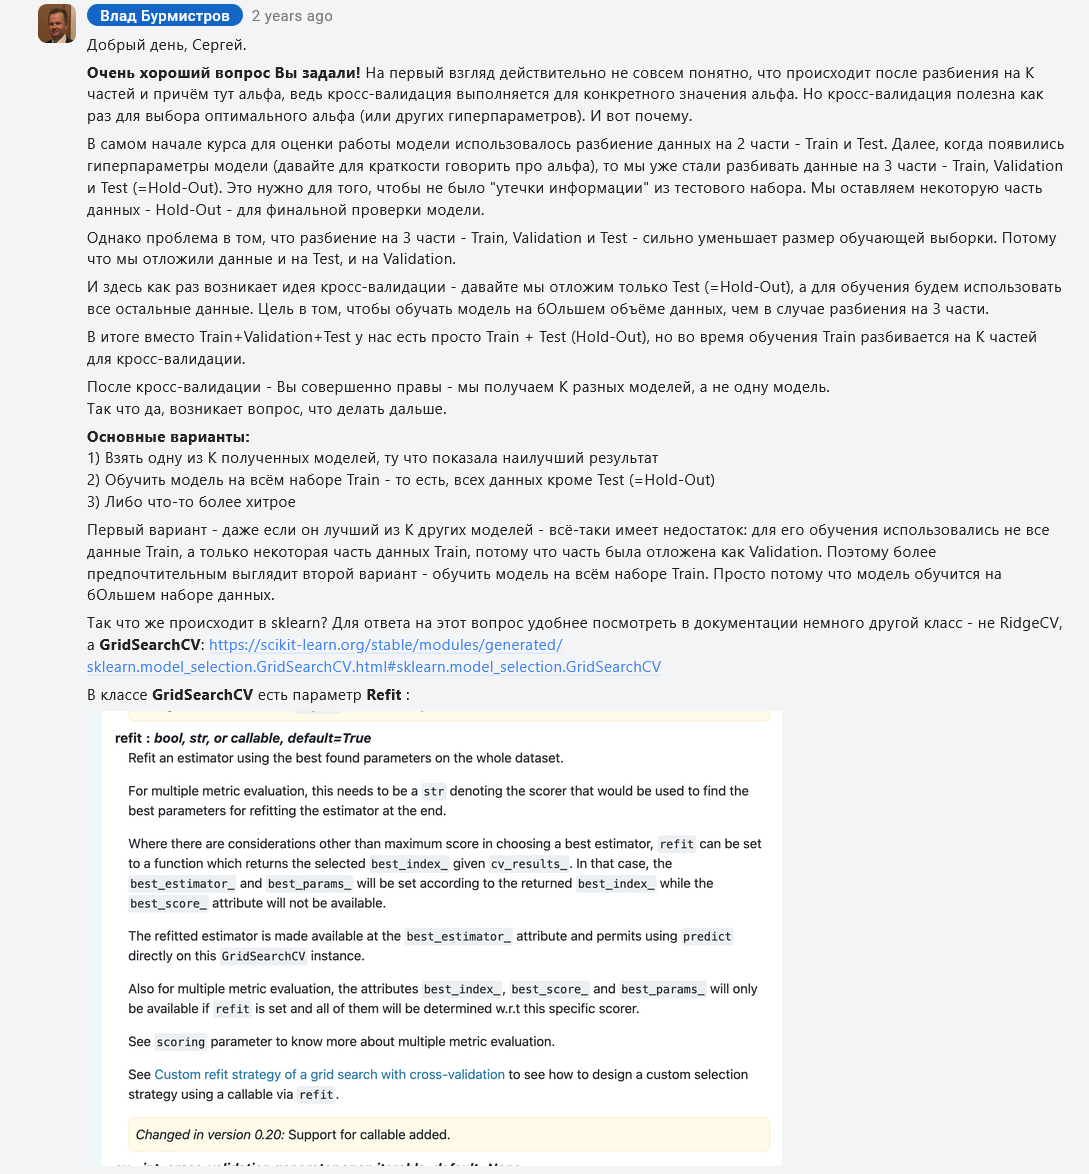 Влад Бурмистров 2 years ago
Добрый день, Сергей.
Очень хороший вопрос Вы задали! На первый взгляд действительно не совсем понятно, что происходит после разбиения на К
частей и причём тут альфа, ведь кросс-валидация выполняется для конкретного значения альфа. Но кросс-валидация полезна как
раз для выбора оптимального альфа (или других гиперпараметров). И вот почему.
В самом начале курса для оценки работы модели использовалось разбиение данных на 2 части - Train и Test. Далее, когда появились
гиперпараметры модели (давайте для краткости говорить про альфа), то мы уже стали разбивать данные на 3 части - Train, Validation
и Test (=Hold-Out). Это нужно для того, чтобы не было "утечки информации" из тестового набора. Мы оставляем некоторую часть
данных - Hold-Out - для финальной проверки модели.
Однако проблема в том, что разбиение на 3 части - Train, Validation и Test - сильно уменьшает размер обучающей выборки. Потому
что мы отложили данные и на Test, и на Validation.
И здесь как раз возникает идея кросс-валидации - давайте мы отложим только Test (=Hold-Out), а для обучения будем использовать
все остальные данные. Цель в том, чтобы обучать модель на бОльшем объёме данных, чем в случае разбиения на 3 части.
В итоге вместо Train+Validation+Test у нас есть просто Train + Test (Hold-Out), но во время обучения Train разбивается на К частей
для кросс-валидации.
После кросс-валидации - Вы совершенно правы - мы получаем К разных моделей, а не одну модель.
Так что да, возникает вопрос, что делать дальше.
Основные варианты:
1) Взять одну из К полученных моделей, ту что показала наилучший результат
2) Обучить модель на всём наборе Train - то есть, всех данных кроме Test (=Hold-Out)
3) Либо что-то более хитрое
Первый вариант - даже если он лучший из К других моделей - всё-таки имеет недостаток: для его обучения использовались не все
данные Train, а только некоторая часть данных Train, потому что часть была отложена как Validation. Поэтому более
предпочтительным выглядит второй вариант - обучить модель на всём наборе Train. Просто потому что модель обучится на
бОльшем наборе данных.
Так что же происходит в sklearn? Для ответа на этот вопрос удобнее посмотреть в документации немного другой класс - не RidgeCV,
а GridSearchCV: https://scikit-learn.org/stable/modules/generated/
sklearn.model_selection.GridSearchCV.html#sklearn.model_selection.GridSearchCV
В классе GridSearchCV есть параметр Refit :
refit : bool, str, or callable, default=True
Refit an estimator using the best found parameters on the whole dataset.
For multiple metric evaluation, this needs to be a str denoting the scorer that would be used to find the
best parameters for refitting the estimator at the end.
Where there are considerations other than maximum score in choosing a best estimator, refit can be set
to a function which returns the selected best_index_ given cv_results_. In that case, the
best_estimator_ and best_params_ will be set according to the returned best_index_ while the
best_score_ attribute will not be available.
The refitted estimator is made available at the best_estimator_ attribute and permits using predict
directly on this GridSearchCV instance.
Also for multiple metric evaluation, the attributes best_index_, best_score_ and best_params_ will only
be available if refit is set and all of them will be determined w.r.t this specific scorer.
See scoring parameter to know more about multiple metric evaluation.
See Custom refit strategy of a grid search with cross-validation to see how to design a custom selection
strategy using a callable via refit.
Changed in version 0.20: Support for callable added.